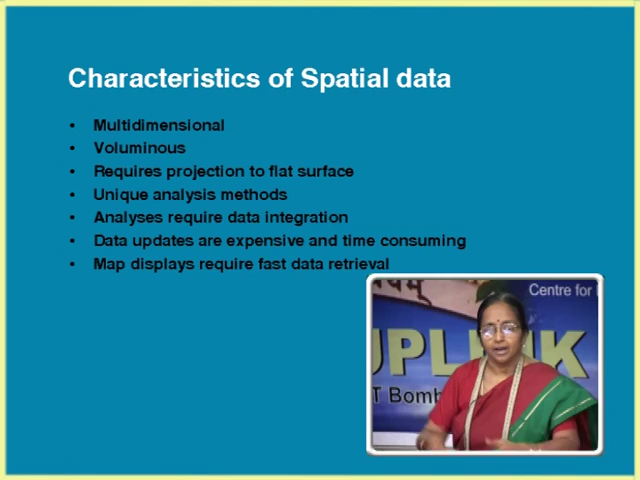 Characteristics of Spatial data
• Multidimensional
• Voluminous
• Requires projection to flat surface
• Unique analysis methods
• Analyses require data integration
• Data updates are expensive and time consuming
• Map displays require fast data retrieval
Centre for
UPLINK
T Bomb